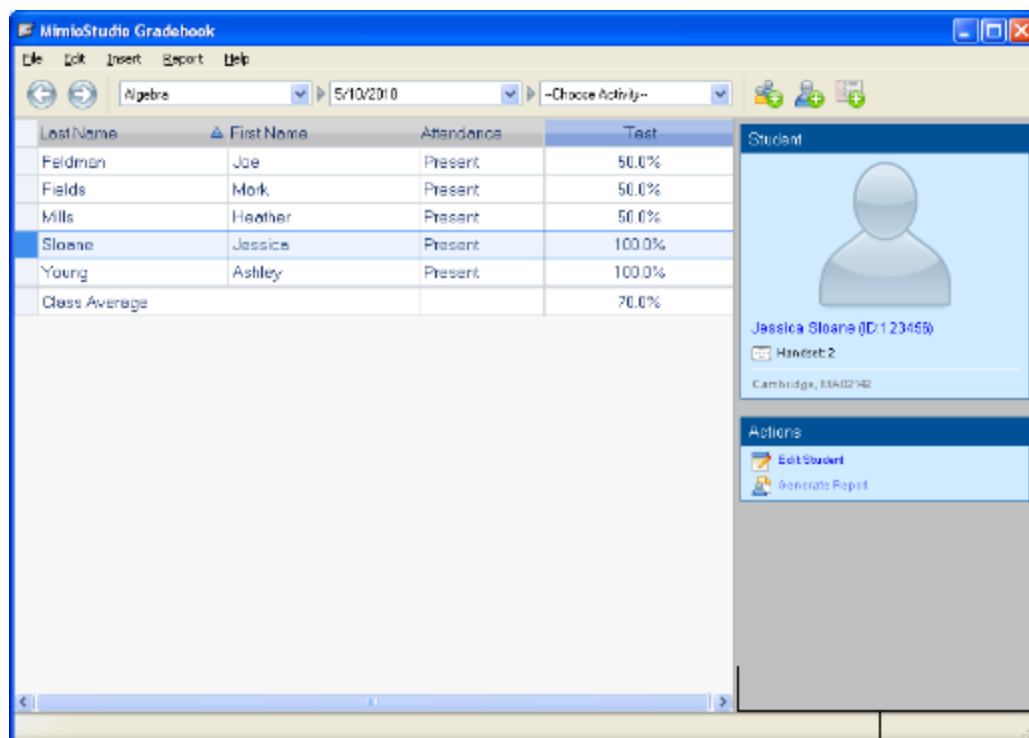 MimioStudio Gradebook
File Edit Insert Report Help
Algebra 5/10/2010 --Choose Activity--
Last Name First Name Attendance Test
Feldman Joe Present 50.0%
Fields Mark Present 50.0%
Mills Heather Present 50.0%
Sloane Jessica Present 100.0%
Young Ashley Present 100.0%
Class Average 70.0%
Student
Jessica Sloane (ID:123456)
Handset: 2
Cambridge, MA 02142
Actions
Edit Student
Generate Report